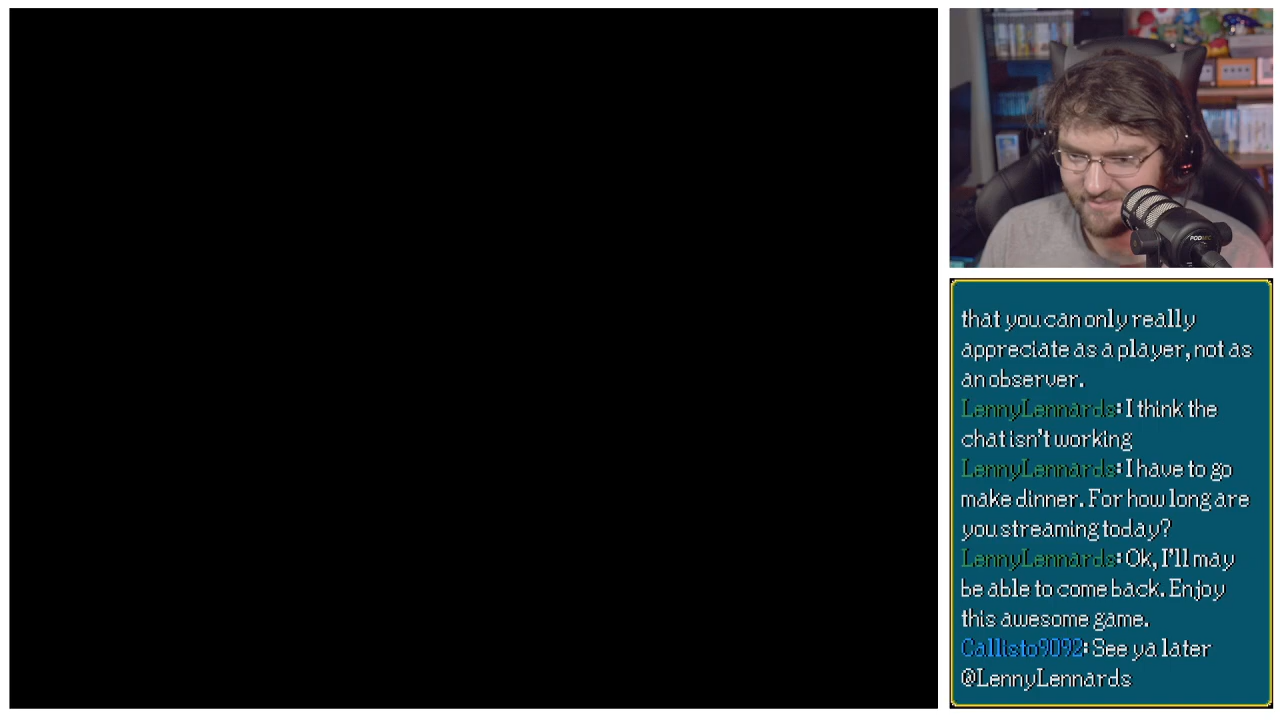 that you can only really
appreciate as a player, not as
an observer.
LennyLennards: I think the
chat isn't working
LennyLennards: I have to go
make dinner. For how long are
you streaming today?
LennyLennards: Ok, I'll may
be able to come back. Enjoy
this awesome game.
Callisto9092: See ya later
@LennyLennards